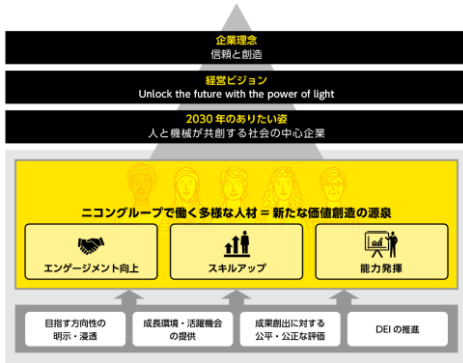 企業理念
信頼と創造
経営ビジョン
Unlock the future with the power of light
2030年のありたい姿
人と機械が共創する社会の中心企業
ニコングループで働く多様な人材 = 新たな価値創造の源泉
エンゲージメント向上
スキルアップ
能力発揮
目指す方向性の
明示・浸透
成長環境・活躍機会
の提供
成果創出に対する
公平・公正な評価
DEIの推進